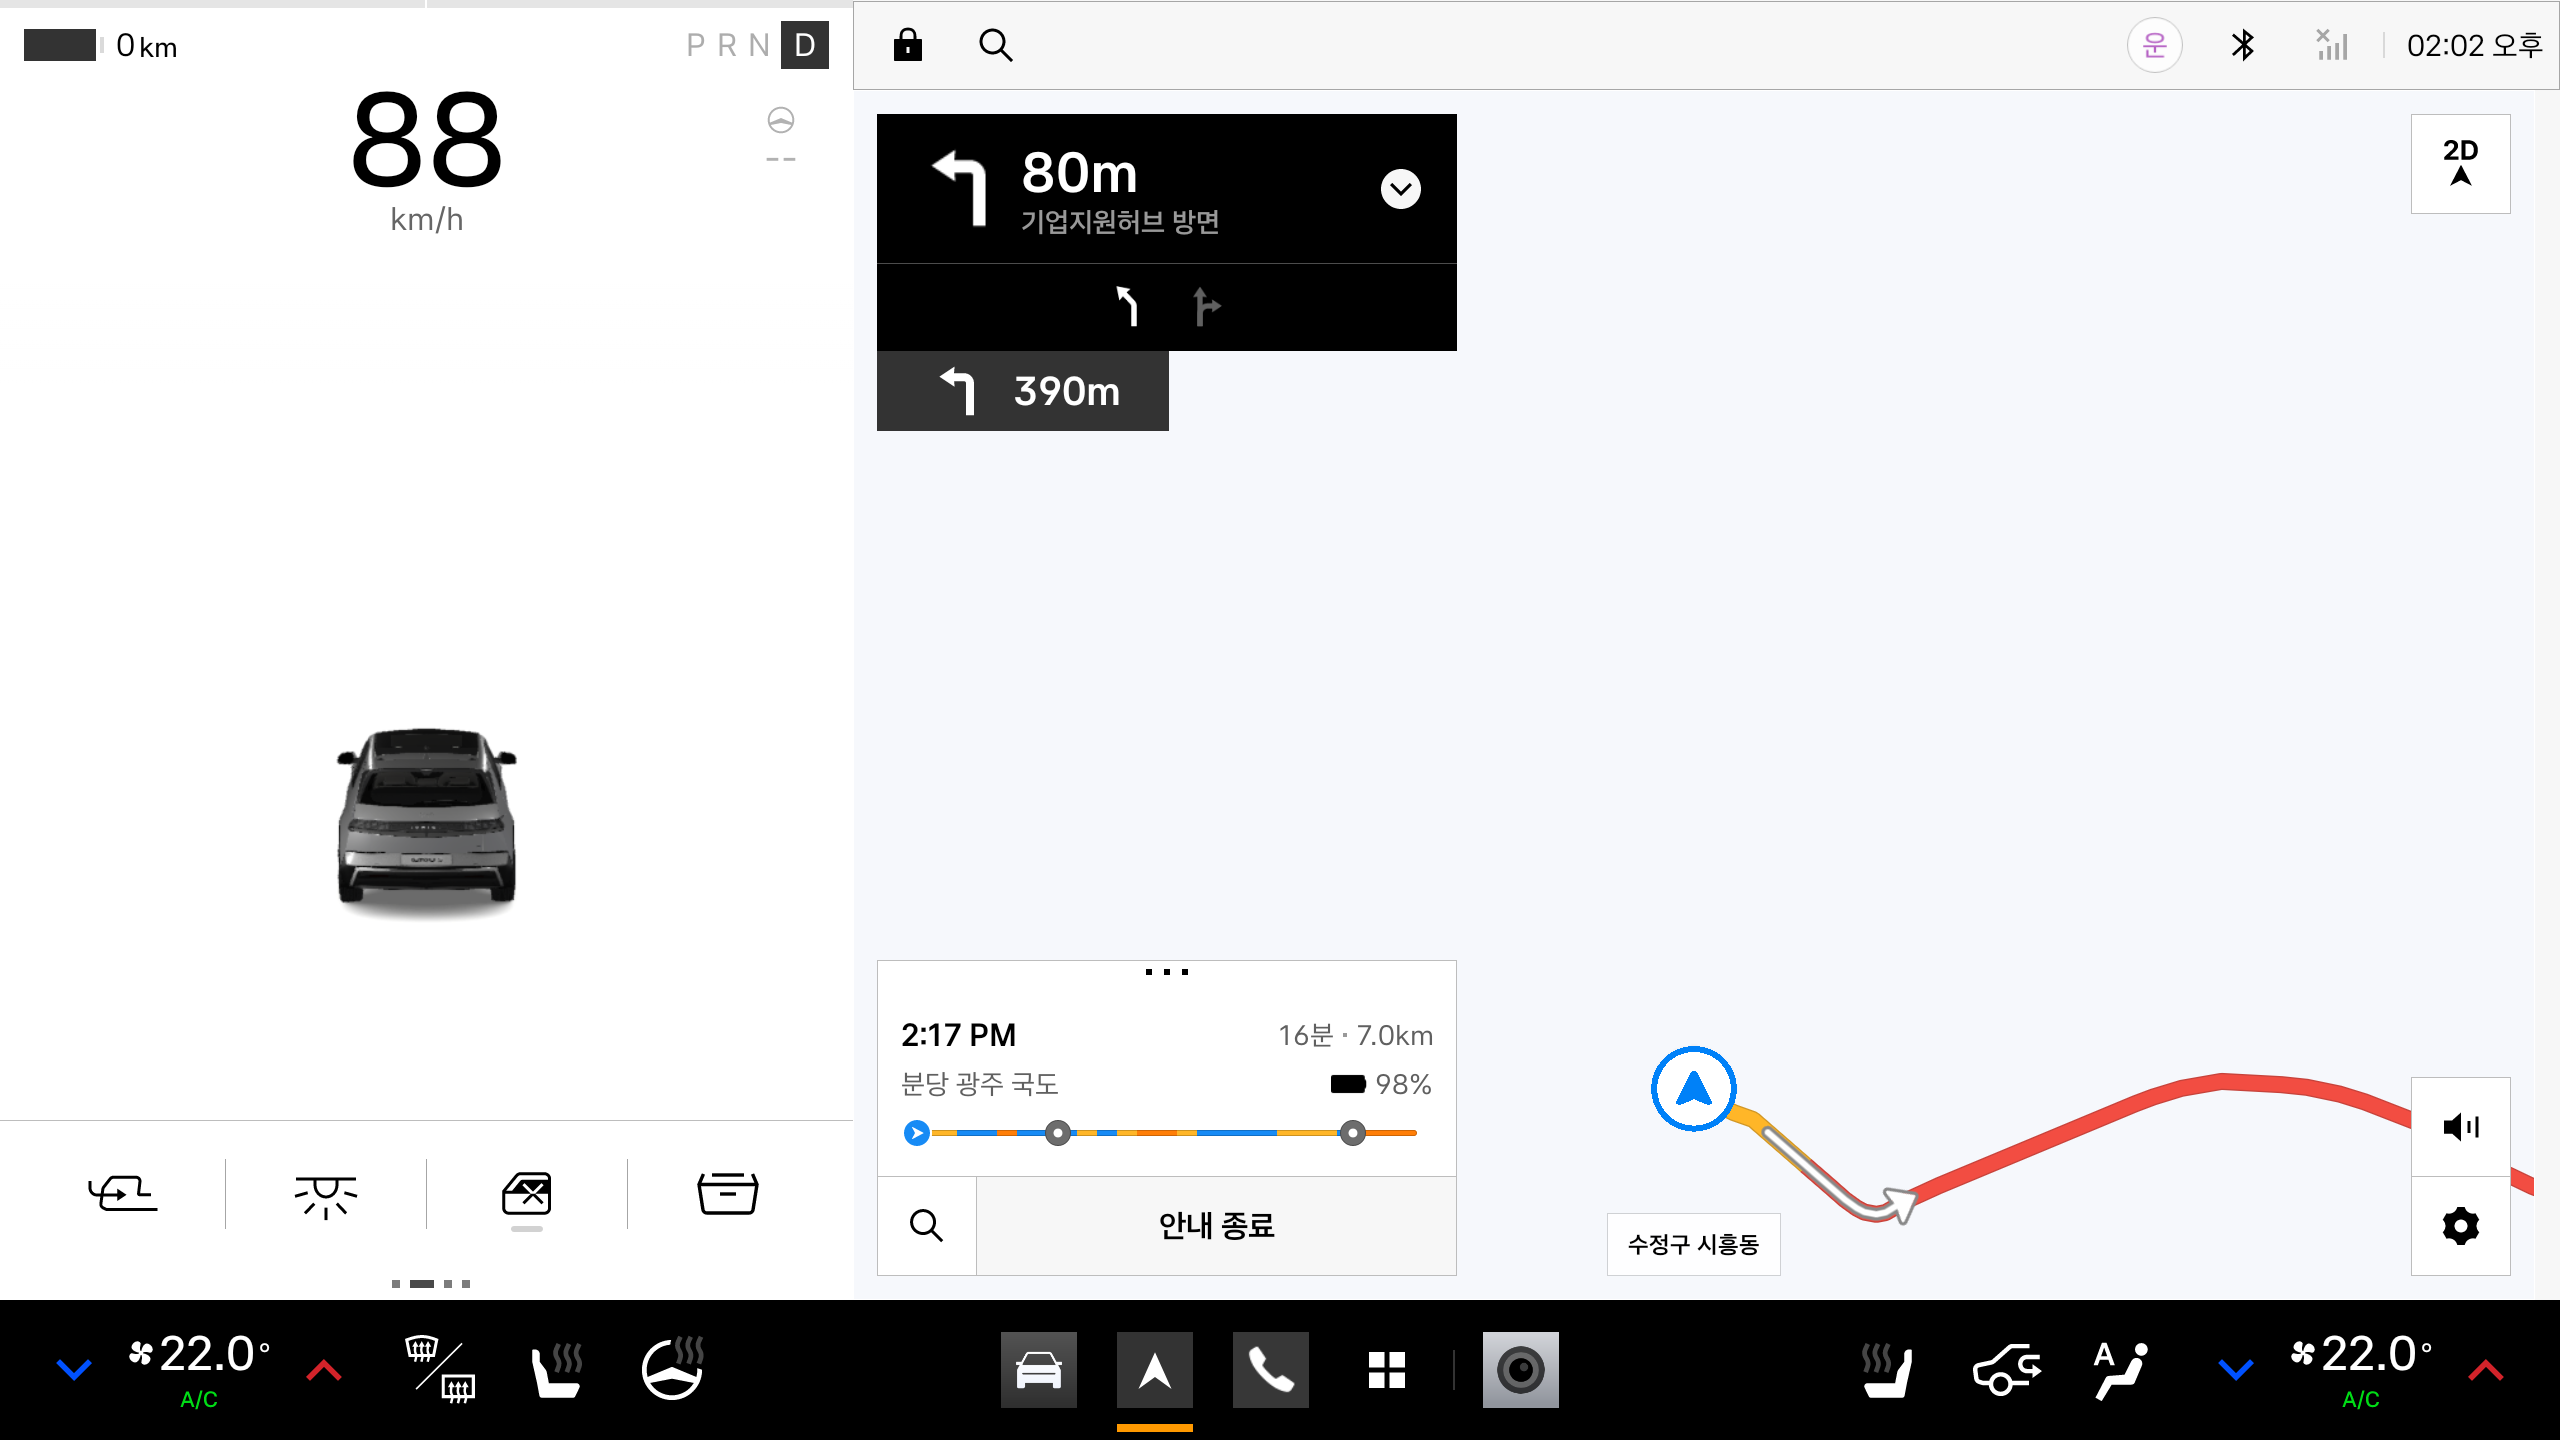 0 km
P R N D
88
km/h
--
운
02:02 오후
80m
기업지원허브 방면
390m
2D
2:17 PM
16분 · 7.0km
분당 광주 국도
98%
안내 종료
수정구 시흥동
22.0°
A/C
A
22.0°
A/C